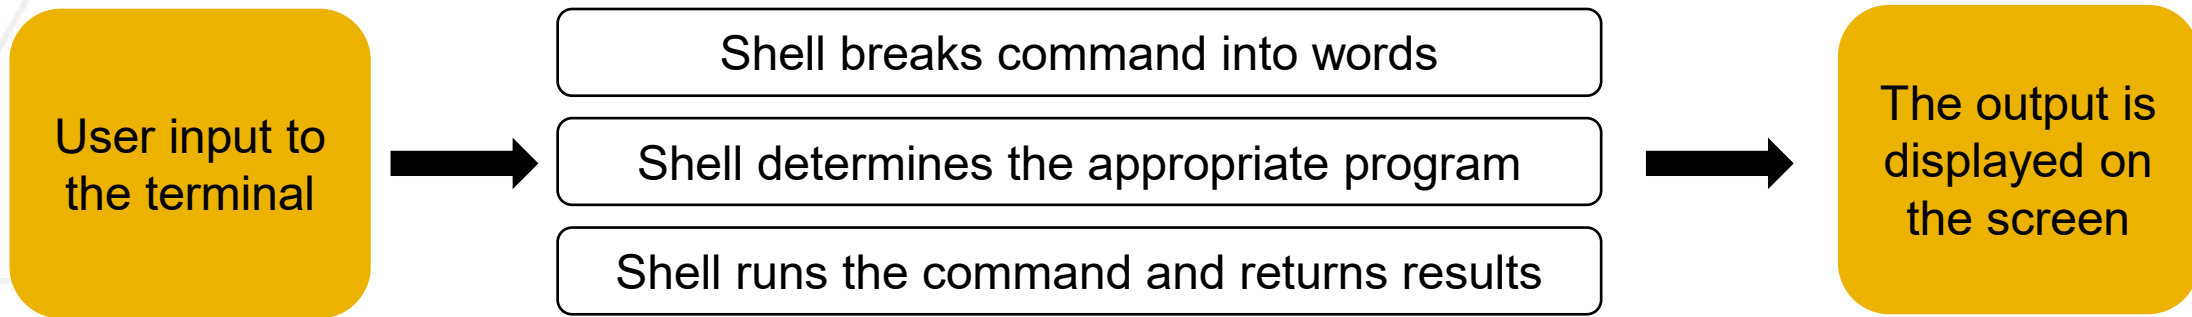 User input to
the terminal
Shell breaks command into words
Shell determines the appropriate program
Shell runs the command and returns results
The output is
displayed on
the screen